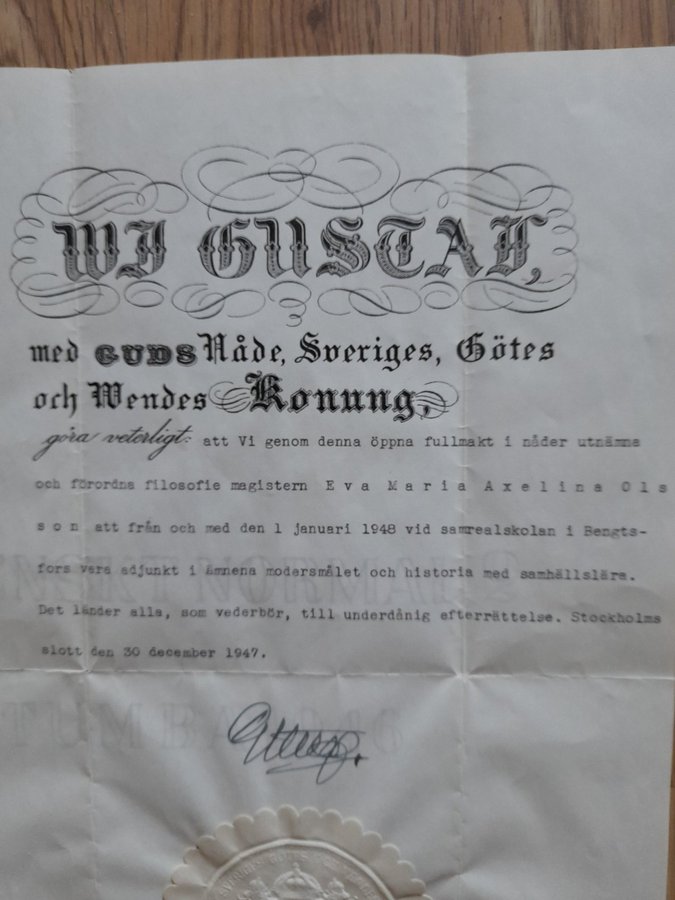 WI GUSTAF,
med GUDS Nåde, Sveriges, Götes
och Wendes Konung,
göra veterligt: att Vi genom denna öppna fullmakt i nåder utnämna
och förordna filosofie magistern Eva Maria Axelina Ols
son att från och med den 1 januari 1948 vid samrealskolan i Bengts-
fors vara adjunkt i ämnena modersmålet och historia med samhällslära.
Det länder alla, som vederbör, till underdånig efterrättelse. Stockholms
slott den 30 december 1947.
TUMBA 1946